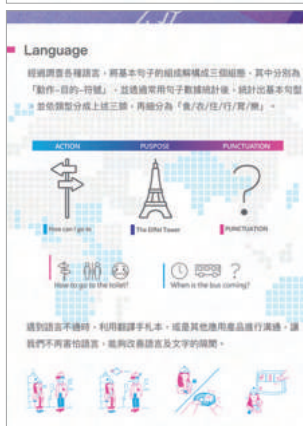 Language
經過調查各種語言，將基本句子的組成解構成三個組態，其中分別為
「動作-目的-符號」，並透過常用句子數據統計後，統計出基本句型
，並依類型分成上述三類，再細分為「食/衣/住/行/育/樂」。
ACTION PUSPOSE PUNCTUATION
How can I go to The Eiffel Tower PUNCTUATION
How to go to the toilet? When is the bus coming?
遇到語言不通時，利用翻譯手札本，或是其他應用產品進行溝通，讓
我們不再害怕語言，能夠改善語言及文字的隔閡。